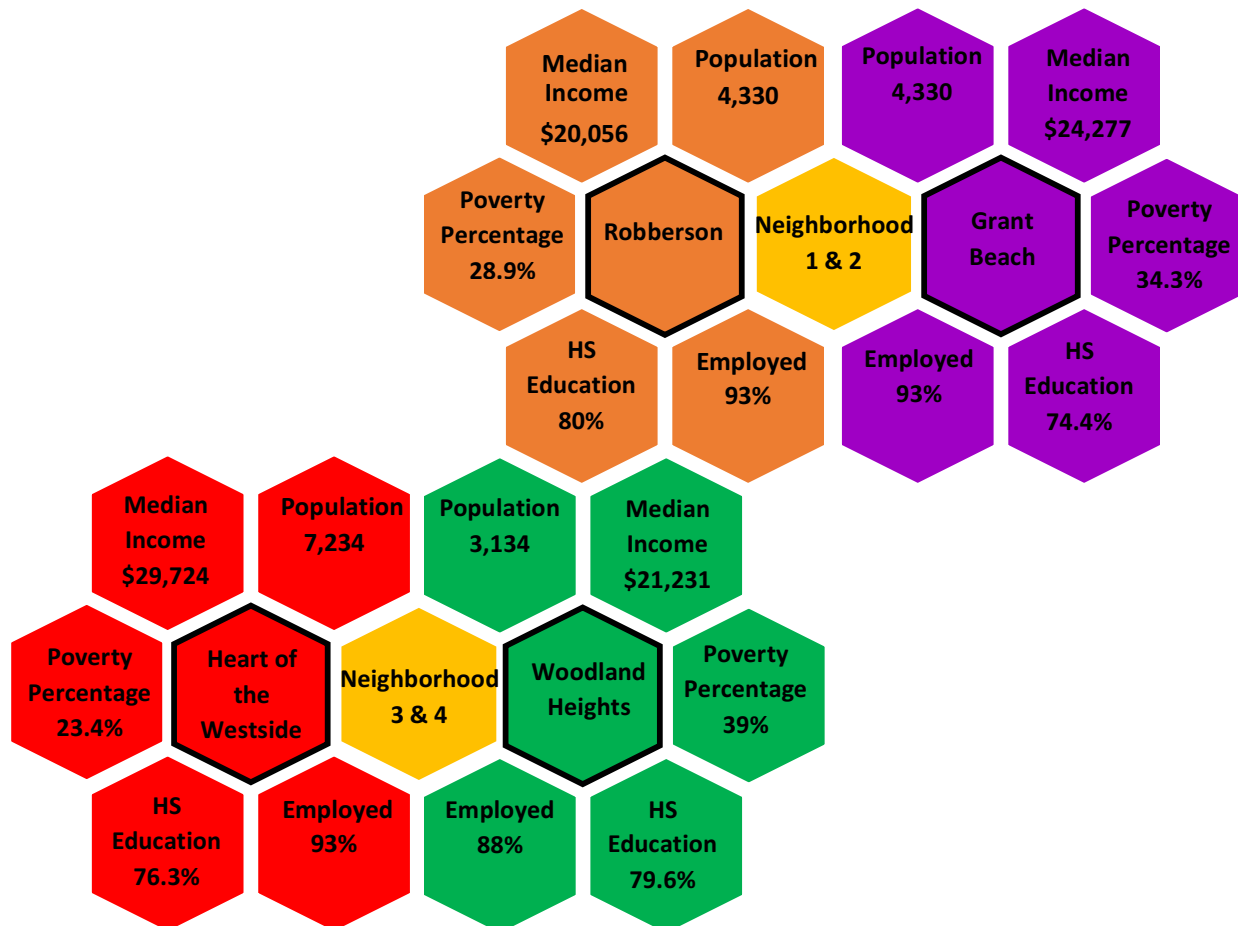 Median
Income
$20,056
Population
4,330
Population
4,330
Median
Income
$24,277
Poverty
Percentage
28.9%
Robberson
Neighborhood
1 & 2
Grant
Beach
Poverty
Percentage
34.3%
HS
Education
80%
Employed
93%
Employed
93%
HS
Education
74.4%
Median
Income
$29,724
Population
7,234
Population
3,134
Median
Income
$21,231
Poverty
Percentage
23.4%
Heart of
the
Westside
Neighborhood
3 & 4
Woodland
Heights
Poverty
Percentage
39%
HS
Education
76.3%
Employed
93%
Employed
88%
HS
Education
79.6%